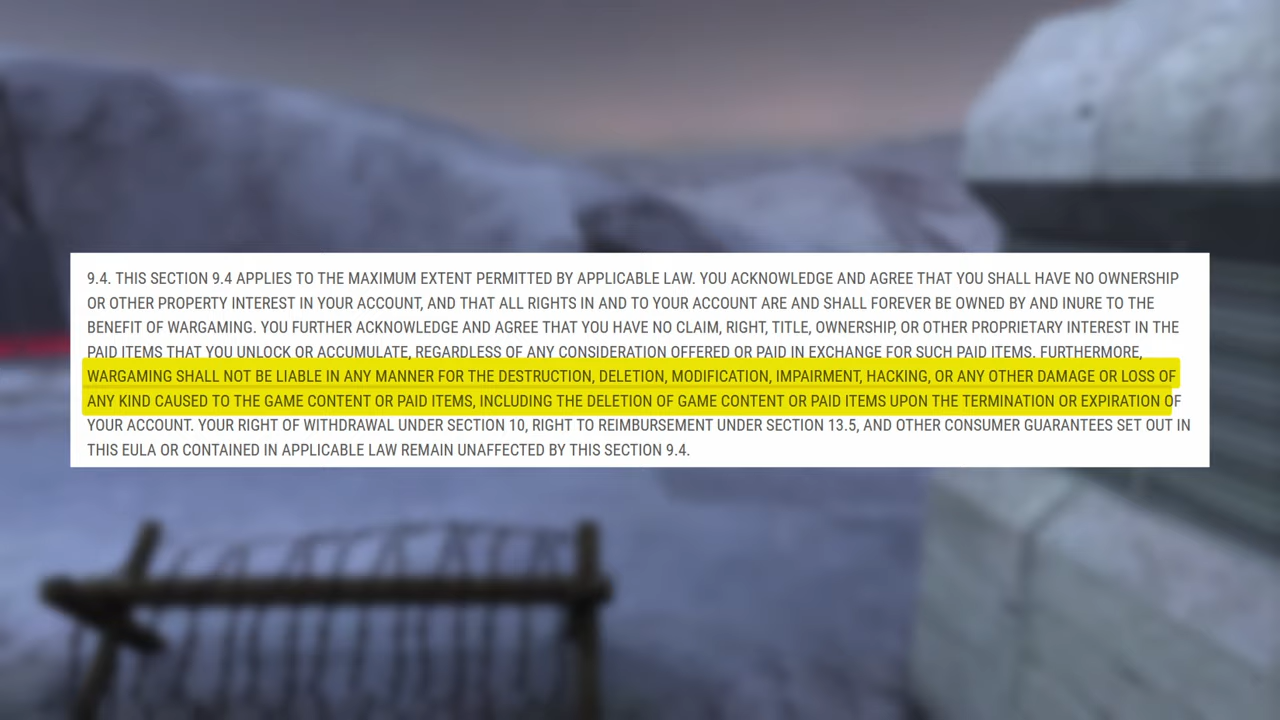 9.4. THIS SECTION 9.4 APPLIES TO THE MAXIMUM EXTENT PERMITTED BY APPLICABLE LAW. YOU ACKNOWLEDGE AND AGREE THAT YOU SHALL HAVE NO OWNERSHIP
OR OTHER PROPERTY INTEREST IN YOUR ACCOUNT, AND THAT ALL RIGHTS IN AND TO YOUR ACCOUNT ARE AND SHALL FOREVER BE OWNED BY AND INURE TO THE
BENEFIT OF WARGAMING. YOU FURTHER ACKNOWLEDGE AND AGREE THAT YOU HAVE NO CLAIM, RIGHT, TITLE, OWNERSHIP, OR OTHER PROPRIETARY INTEREST IN THE
PAID ITEMS THAT YOU UNLOCK OR ACCUMULATE, REGARDLESS OF ANY CONSIDERATION OFFERED OR PAID IN EXCHANGE FOR SUCH PAID ITEMS. FURTHERMORE,
WARGAMING SHALL NOT BE LIABLE IN ANY MANNER FOR THE DESTRUCTION, DELETION, MODIFICATION, IMPAIRMENT, HACKING, OR ANY OTHER DAMAGE OR LOSS OF
ANY KIND CAUSED TO THE GAME CONTENT OR PAID ITEMS, INCLUDING THE DELETION OF GAME CONTENT OR PAID ITEMS UPON THE TERMINATION OR EXPIRATION OF
YOUR ACCOUNT. YOUR RIGHT OF WITHDRAWAL UNDER SECTION 10, RIGHT TO REIMBURSEMENT UNDER SECTION 13.5, AND OTHER CONSUMER GUARANTEES SET OUT IN
THIS EULA OR CONTAINED IN APPLICABLE LAW REMAIN UNAFFECTED BY THIS SECTION 9.4.